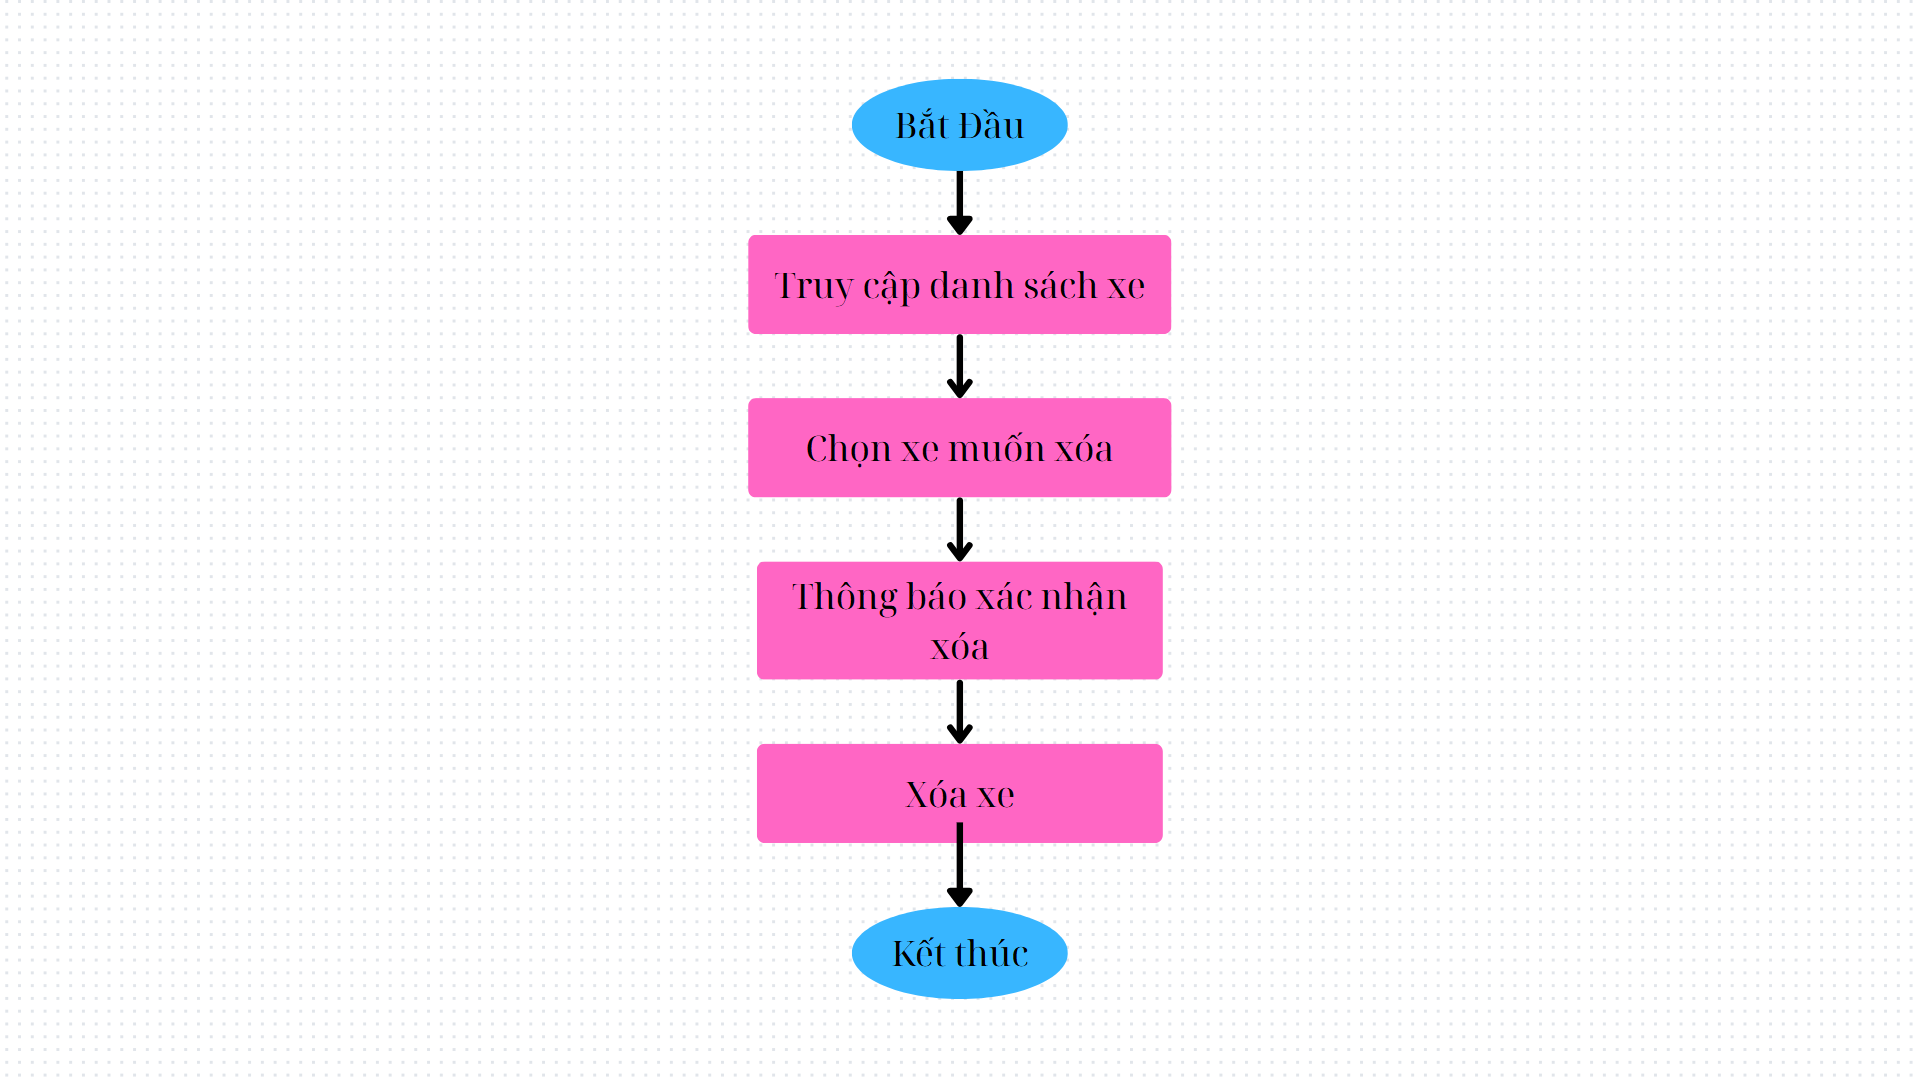 Bắt Đầu
Truy cập danh sách xe
Chọn xe muốn xóa
Thông báo xác nhận
xóa
Xóa xe
Kết thúc